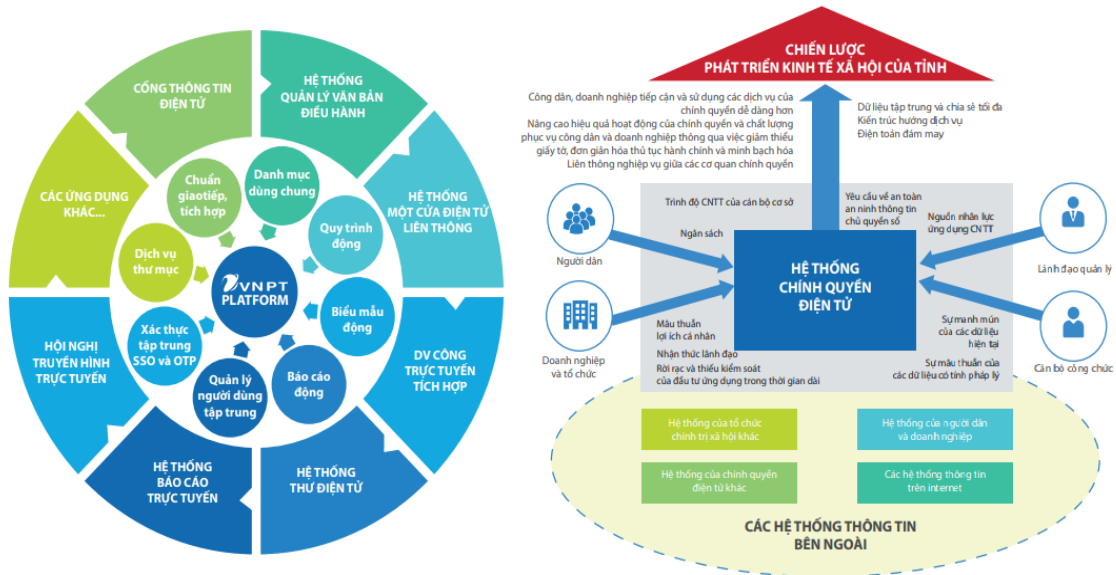 CỔNG THÔNG TIN
ĐIỆN TỬ
HỆ THỐNG
QUẢN LÝ VĂN BẢN
ĐIỀU HÀNH
HỆ THỐNG
MỘT CỬA ĐIỆN TỬ
LIÊN THÔNG
DV CÔNG
TRỰC TUYẾN
TÍCH HỢP
HỆ THỐNG
THƯ ĐIỆN TỬ
HỆ THỐNG
BÁO CÁO
TRỰC TUYẾN
HỘI NGHỊ
TRUYỀN HÌNH
TRỰC TUYẾN
CÁC ỨNG DỤNG
KHÁC...
Chuẩn
giaotiếp,
tích hợp
Danh mục
dùng chung
Quy trình
động
Biểu mẫu
động
Báo cáo
động
Quản lý
người dùng
tập trung
Xác thực
tập trung
SSO và OTP
Dịch vụ
thư mục
VNPT
PLATFORM
CHIẾN LƯỢC
PHÁT TRIỂN KINH TẾ XÃ HỘI CỦA TỈNH
Công dân, doanh nghiệp tiếp cận và sử dụng các dịch vụ của
chính quyền dễ dàng hơn
Nâng cao hiệu quả hoạt động của chính quyền và chất lượng
phục vụ công dân và doanh nghiệp thông qua việc giảm thiểu
giấy tờ, đơn giản hóa thủ tục hành chính và minh bạch hóa
Liên thông nghiệp vụ giữa các cơ quan chính quyền
Dữ liệu tập trung và chia sẻ tối đa
Kiến trúc hướng dịch vụ
Điện toán đám may
Trình độ CNTT của cán bộ cơ sở
Ngân sách
Yêu cầu về an toàn
an ninh thông tin
chủ quyền số
Nguồn nhân lực
ứng dụng CNTT
Người dân
Doanh nghiệp
và tổ chức
HỆ THỐNG
CHÍNH QUYỀN
ĐIỆN TỬ
Lãnh đạo quản lý
Cán bộ công chức
Mâu thuẫn
lợi ích cá nhân
Nhận thức lãnh đạo
Rời rạc và thiếu kiểm soát
của đầu tư ứng dụng trong thời gian dài
Sự manh mún
của các dữ liệu
hiện tại
Sự mâu thuẫn của
các dữ liệu có tính pháp lý
Hệ thống của tổ chức
chính trị xã hội khác
Hệ thống của người dân
và doanh nghiệp
Hệ thống của chính quyền
điện tử khác
Các hệ thống thông tin
trên internet
CÁC HỆ THỐNG THÔNG TIN
BÊN NGOÀI